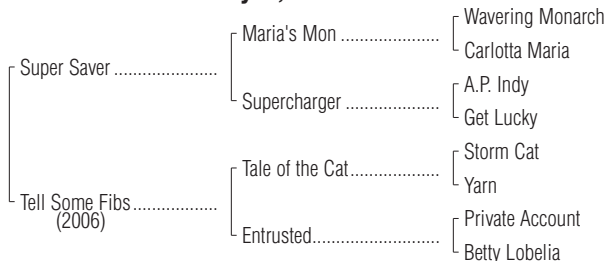 Wavering Monarch
Maria's Mon ..................
Carlotta Maria
Super Saver ...................
A.P. Indy
Supercharger .................
Get Lucky
Storm Cat
Tale of the Cat.................
Yarn
Tell Some Fibs................
(2006)
Private Account
Entrusted........................
Betty Lobelia